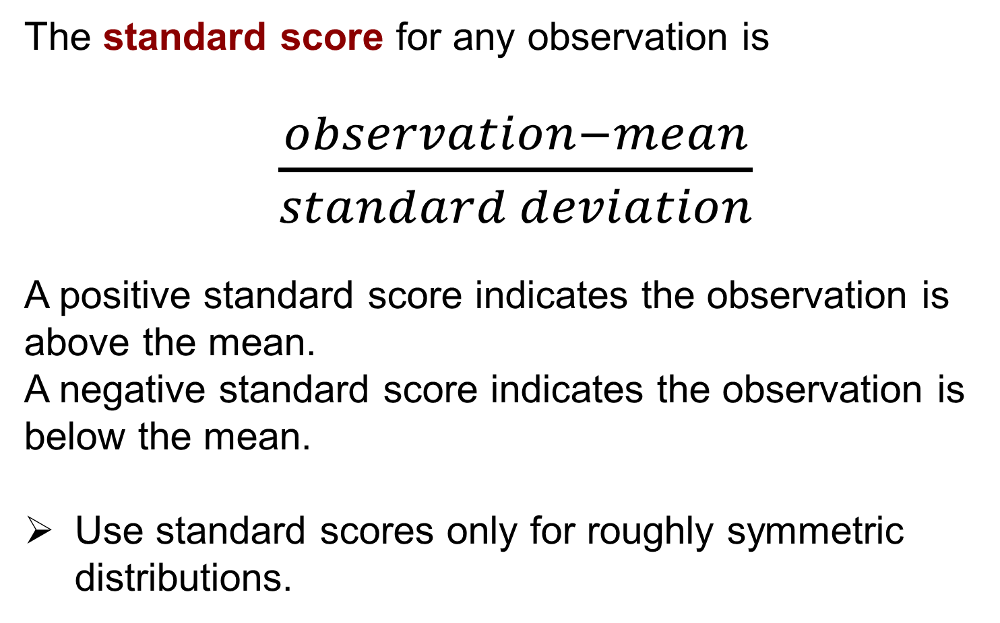 The standard score for any observation is
observation−mean
standard deviation
A positive standard score indicates the observation is
above the mean.
A negative standard score indicates the observation is
below the mean.
➢ Use standard scores only for roughly symmetric
distributions.